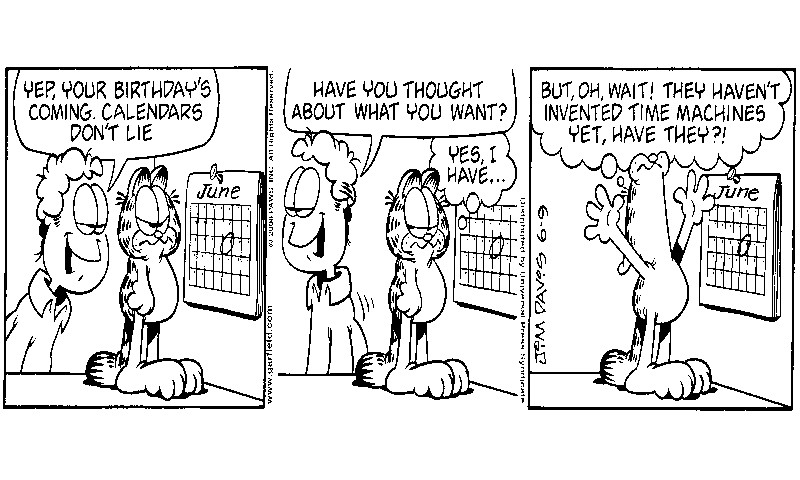 YEP, YOUR BIRTHDAY'S
COMING. CALENDARS
DON'T LIE
June
© 2004 PAWS, INC. All Rights Reserved.
www.garfield.com
HAVE YOU THOUGHT
ABOUT WHAT YOU WANT?
YES, I
HAVE...
Distributed by Universal Press Syndicate
BUT, OH, WAIT! THEY HAVEN'T
INVENTED TIME MACHINES
YET, HAVE THEY?!
June
JIM DAVIS 6-9